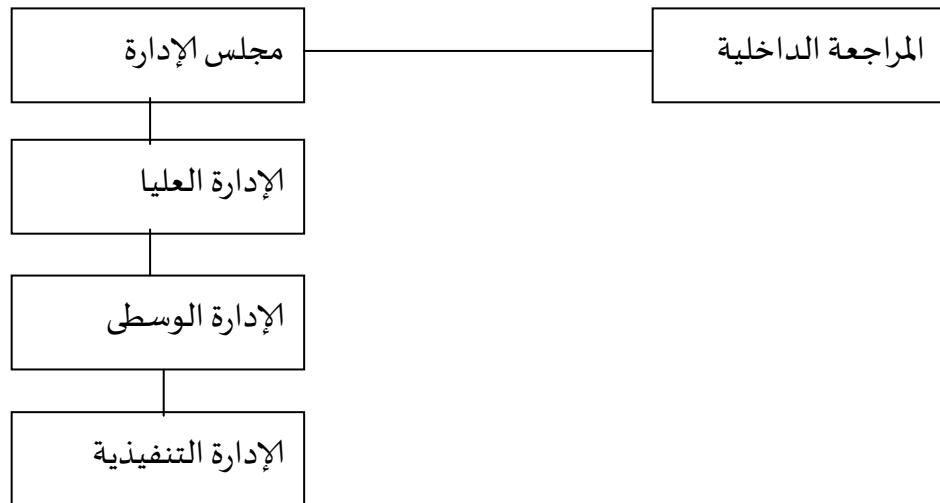 المراجعة الداخلية
مجلس الإدارة
الإدارة العليا
الإدارة الوسطى
الإدارة التنفيذية